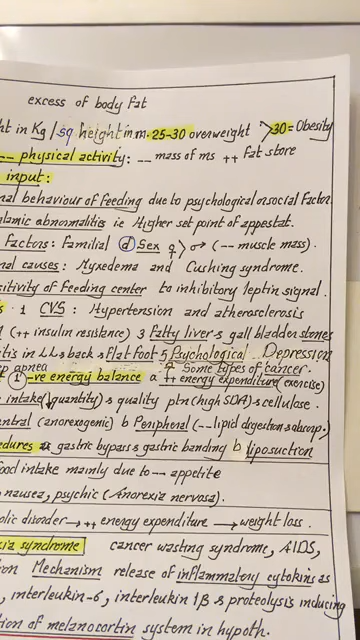 excess of body fat
ht in Kg / sq height in m. 25-30 overweight >30 = Obesity
-- physical activity: -- mass of ms ++ Fat store
input:
nal behaviour of feeding due to psychological or social factor.
lamic abnormalities ie Higher set point of appestat.
Factors: Familial (d) Sex ♀ > ♂ (-- muscle mass).
nal causes: Myxedema and Cushing syndrome.
sitivity of Feeding center to inhibitory leptin signal.
1 CVS: Hypertension and atherosclerosis
(++ insulin resistance) 3 Fatty liver & gall bladder stones
itis in LLs & back & Flat foot 5 Psychological Depression
apnea Some types of cancer.
(1) -ve energy balance a ++ energy expenditure (exercise)
intake (quantity) & quality ptn (high SDA) & cellulose.
ntral (anorexogenic) b Peripheral (-- lipid digestion & absorp.)
edures a gastric bypass & gastric banding b liposuction
food intake mainly due to -- appetite
nausea, psychic (Anorexia nervosa).
olic disorder → ++ energy expenditure → weight loss.
xia syndrome cancer wasting syndrome, AIDS,
ion Mechanism release of inflammatory cytokins as
, interleukin-6, interleukin 1β & proteolysis inducing
tion of melanocortin system in hypoth.